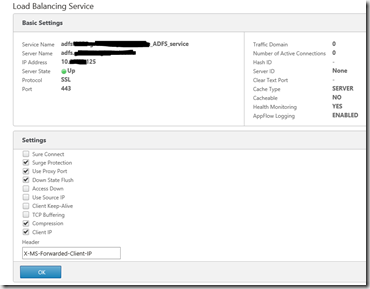 Load Balancing Service
Basic Settings
Service Name adfs. _ADFS_service
Server Name adfs.
IP Address 10. 125
Server State Up
Protocol SSL
Port 443
Traffic Domain 0
Number of Active Connections 0
Hash ID -
Server ID None
Clear Text Port -
Cache Type SERVER
Cacheable NO
Health Monitoring YES
AppFlow Logging ENABLED
Settings
Sure Connect
Surge Protection
Use Proxy Port
Down State Flush
Access Down
Use Source IP
Client Keep-Alive
TCP Buffering
Compression
Client IP
Header
X-MS-Forwarded-Client-IP
OK